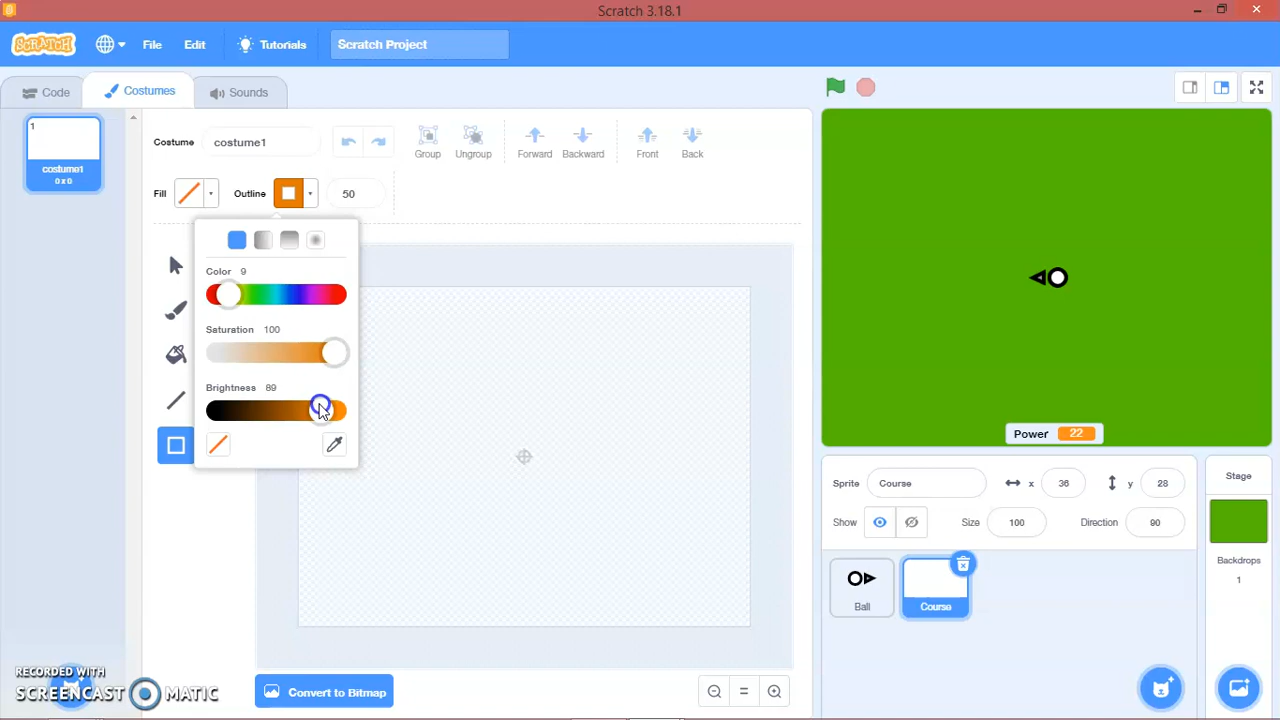 Scratch 3.18.1
SCRATCH
File
Edit
Tutorials
Scratch Project
Code
Costumes
Sounds
1
costume1
0 x 0
Costume
costume1
Group
Ungroup
Forward
Backward
Front
Back
Fill
Outline
50
Color 9
Saturation 100
Brightness 89
Convert to Bitmap
Power 22
Sprite
Course
x
36
y
28
Show
Size
100
Direction
90
Ball
Course
Stage
Backdrops
1
RECORDED WITH
SCREENCAST MATIC